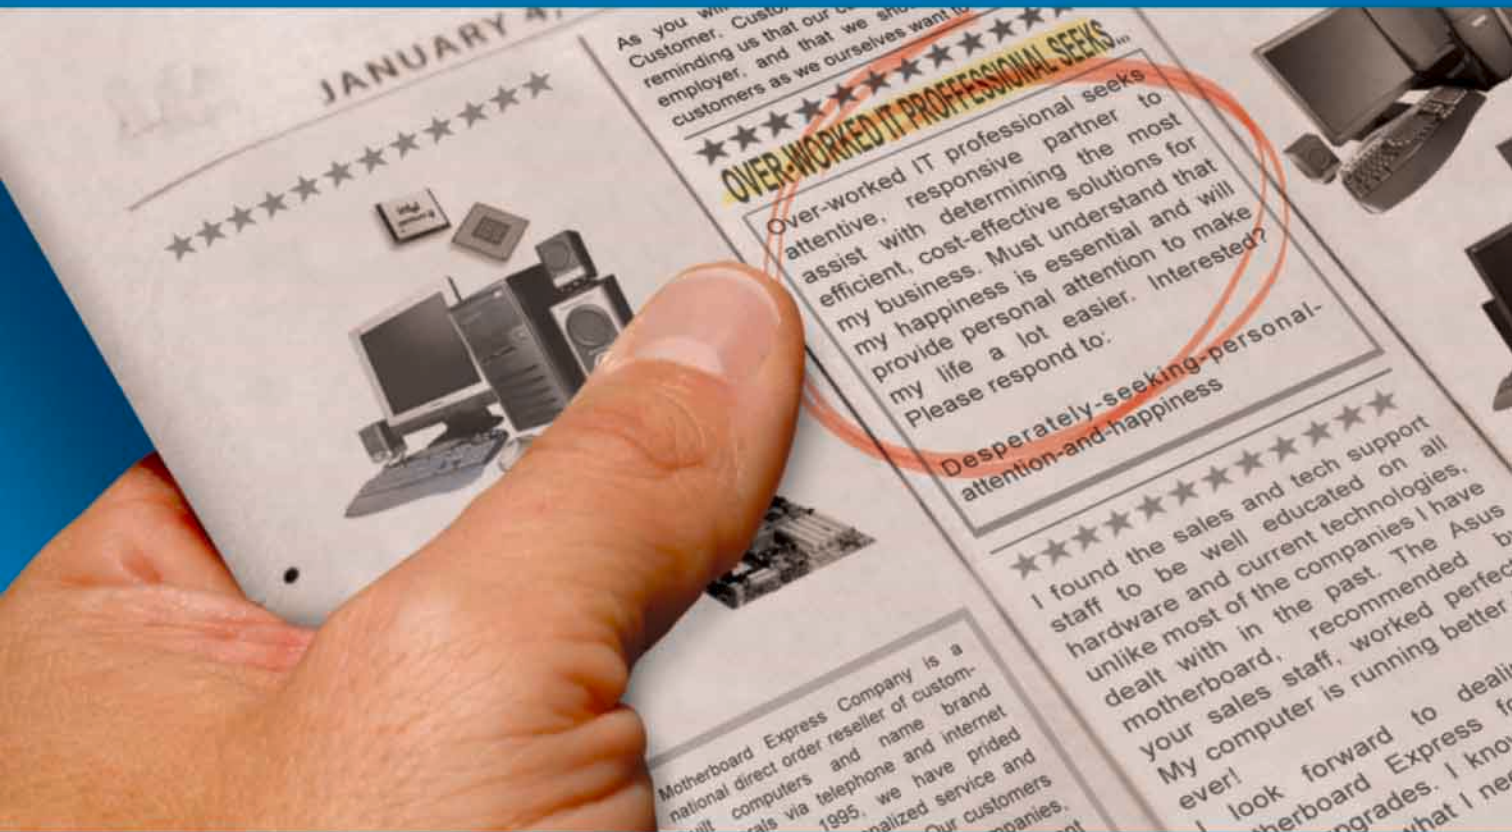 JANUARY 4,
As you
Customer, Custo
reminding us that our
employer, and that we
customers as we ourselves want to
OVER-WORKED IT PROFFESSIONAL SEEKS...
Over-worked IT professional seeks
attentive, responsive partner to
assist with determining the most
efficient, cost-effective solutions for
my business. Must understand that
my happiness is essential and will
provide personal attention to make
my life a lot easier. Interested?
Please respond to:
Desperately-seeking-personal-
attention-and-happiness
I found the sales and tech support
staff to be well educated on all
hardware and current technologies,
unlike most of the companies I have
dealt with in the past. The Asus
motherboard, recommended
your sales staff, worked
My computer is running better
ever!
I look forward to
Express
I
that I
Motherboard Express Company is a
national direct order reseller of custom-
computers and name brand
via telephone and internet
1995, we have prided
service and
Our customers